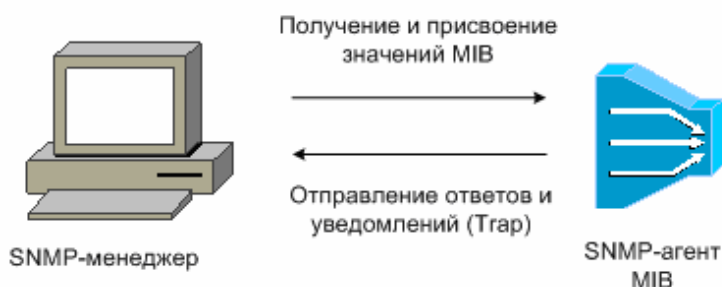 Получение и присвоение
значений MIB
Отправление ответов и
уведомлений (Trap)
SNMP-менеджер
SNMP-агент
MIB